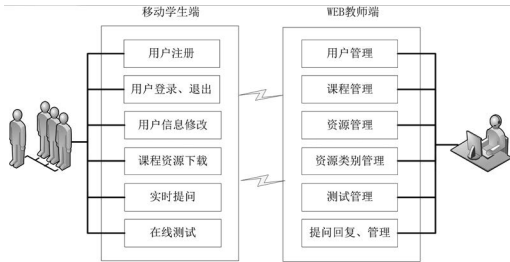 移动学生端
WEB教师端
用户注册
用户登录、退出
用户信息修改
课程资源下载
实时提问
在线测试
用户管理
课程管理
资源管理
资源类别管理
测试管理
提问回复、管理